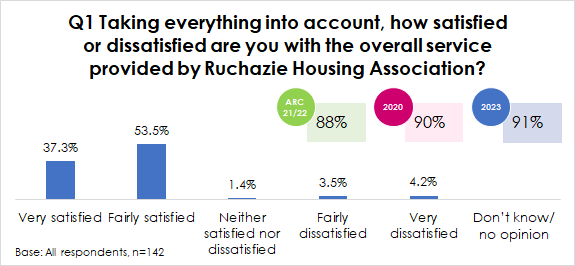 Q1 Taking everything into account, how satisfied
or dissatisfied are you with the overall service
provided by Ruchazie Housing Association?
ARC
21/22
88%
2020
90%
2023
91%
37.3%
53.5%
1.4%
3.5%
4.2%
Very satisfied
Fairly satisfied
Neither
satisfied nor
dissatisfied
Fairly
dissatisfied
Very
dissatisfied
Don't know/
no opinion
Base: All respondents, n=142